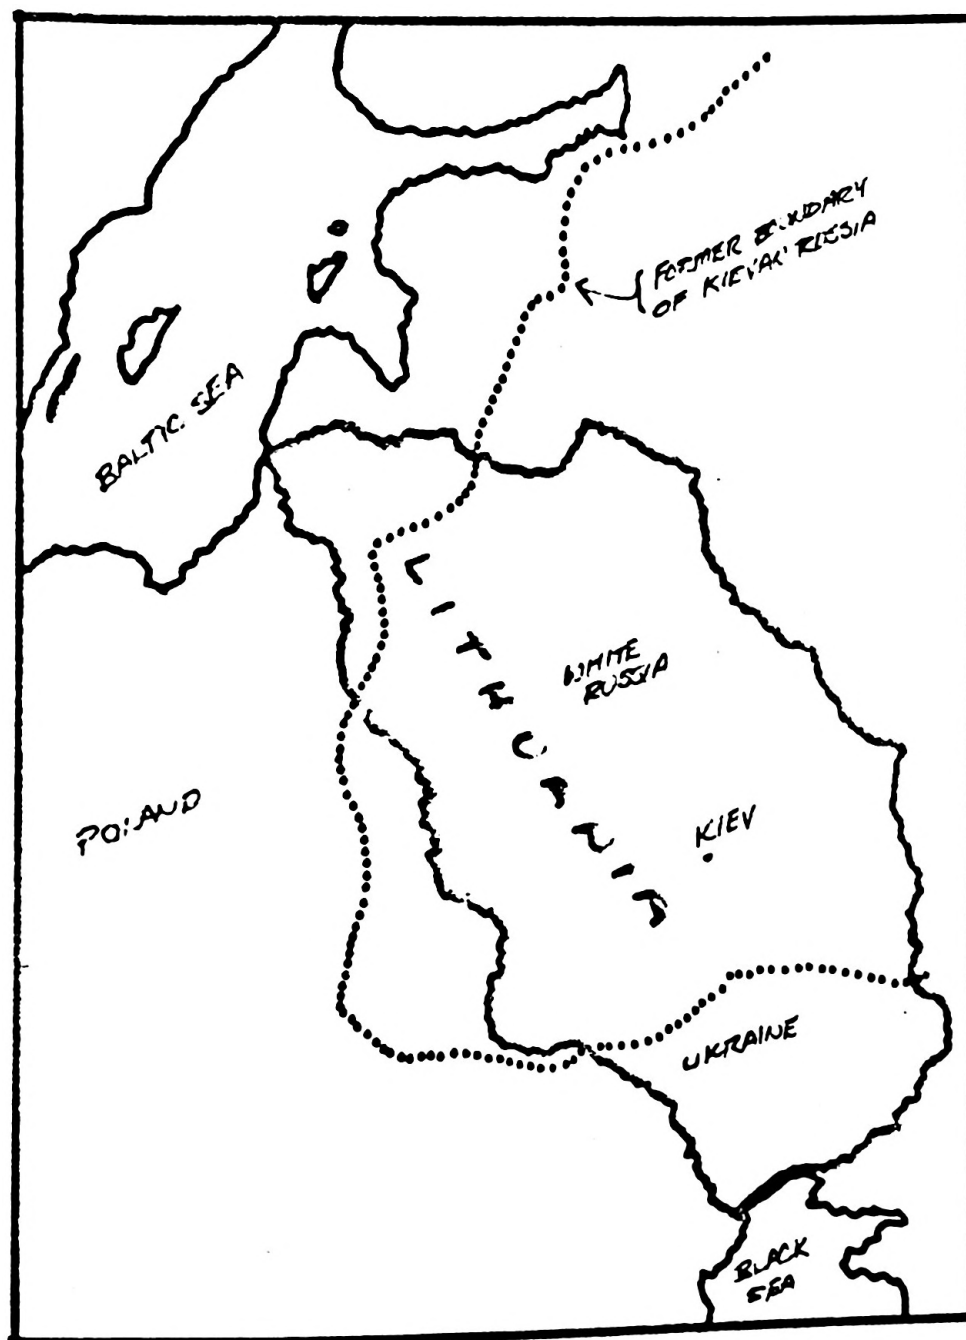 FORMER BOUNDARY
OF KIEVAN RUSSIA
BALTIC SEA
LITHUANIA
WHITE
RUSSIA
POLAND
KIEV
UKRAINE
BLACK
SEA